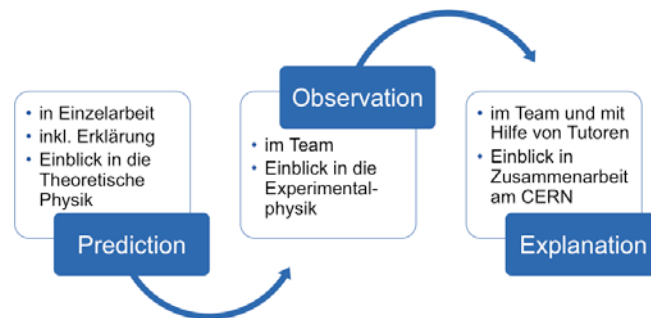 • in Einzelarbeit
• inkl. Erklärung
• Einblick in die
Theoretische
Physik
Prediction
Observation
• im Team
• Einblick in die
Experimental-
physik
• im Team und mit
Hilfe von Tutoren
• Einblick in
Zusammenarbeit
am CERN
Explanation